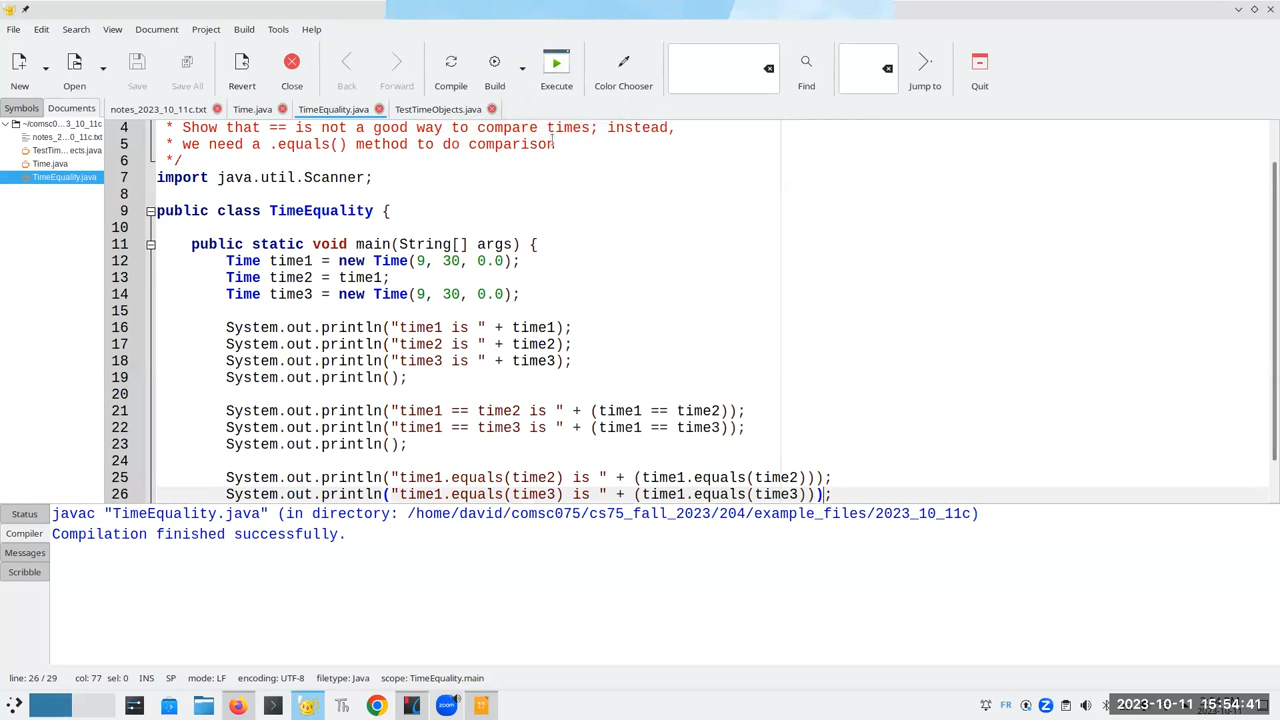 File Edit Search View Document Project Build Tools Help
New Open Save Save All Revert Close Back Forward Compile Build Execute Color Chooser Find Jump to Quit
Symbols Documents notes_2023_10_11c.txt Time.java TimeEquality.java TestTimeObjects.java
~/comsc0...3_10_11c
notes_2...0_11c.txt
TestTim...ects.java
Time.java
TimeEquality.java
4 * Show that == is not a good way to compare times; instead,
5 * we need a .equals() method to do comparison
6 */
7 import java.util.Scanner;
8
9 public class TimeEquality {
10
11 public static void main(String[] args) {
12 Time time1 = new Time(9, 30, 0.0);
13 Time time2 = time1;
14 Time time3 = new Time(9, 30, 0.0);
15
16 System.out.println("time1 is " + time1);
17 System.out.println("time2 is " + time2);
18 System.out.println("time3 is " + time3);
19 System.out.println();
20
21 System.out.println("time1 == time2 is " + (time1 == time2));
22 System.out.println("time1 == time3 is " + (time1 == time3));
23 System.out.println();
24
25 System.out.println("time1.equals(time2) is " + (time1.equals(time2)));
26 System.out.println("time1.equals(time3) is " + (time1.equals(time3)));
Status
Compiler
Messages
Scribble
javac "TimeEquality.java" (in directory: /home/david/comsc075/cs75_fall_2023/204/example_files/2023_10_11c)
Compilation finished successfully.
line: 26 / 29 col: 77 sel: 0 INS SP mode: LF encoding: UTF-8 filetype: Java scope: TimeEquality.main
zoom FR 2023-10-11 15:54:41